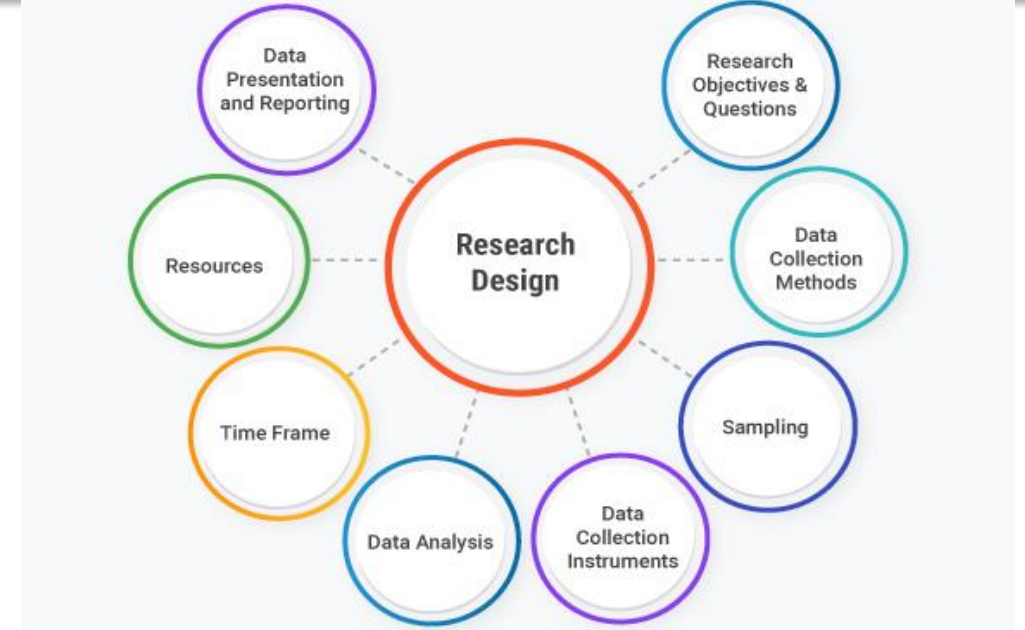 Research
Design
Research
Objectives &
Questions
Data
Collection
Methods
Sampling
Data
Collection
Instruments
Data Analysis
Time Frame
Resources
Data
Presentation
and Reporting